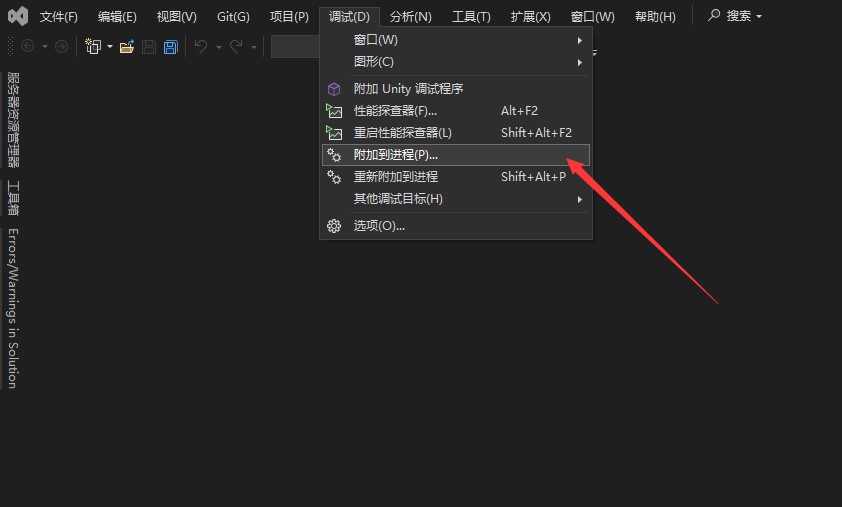 文件(F) 编辑(E) 视图(V) Git(G) 项目(P) 调试(D) 分析(N) 工具(T) 扩展(X) 窗口(W) 帮助(H) 搜索
窗口(W)
图形(C)
附加 Unity 调试程序
性能探查器(F)... Alt+F2
重启性能探查器(L) Shift+Alt+F2
附加到进程(P)...
重新附加到进程 Shift+Alt+P
其他调试目标(H)
选项(O)...
服务器资源管理器
工具箱
Errors/Warnings in Solution